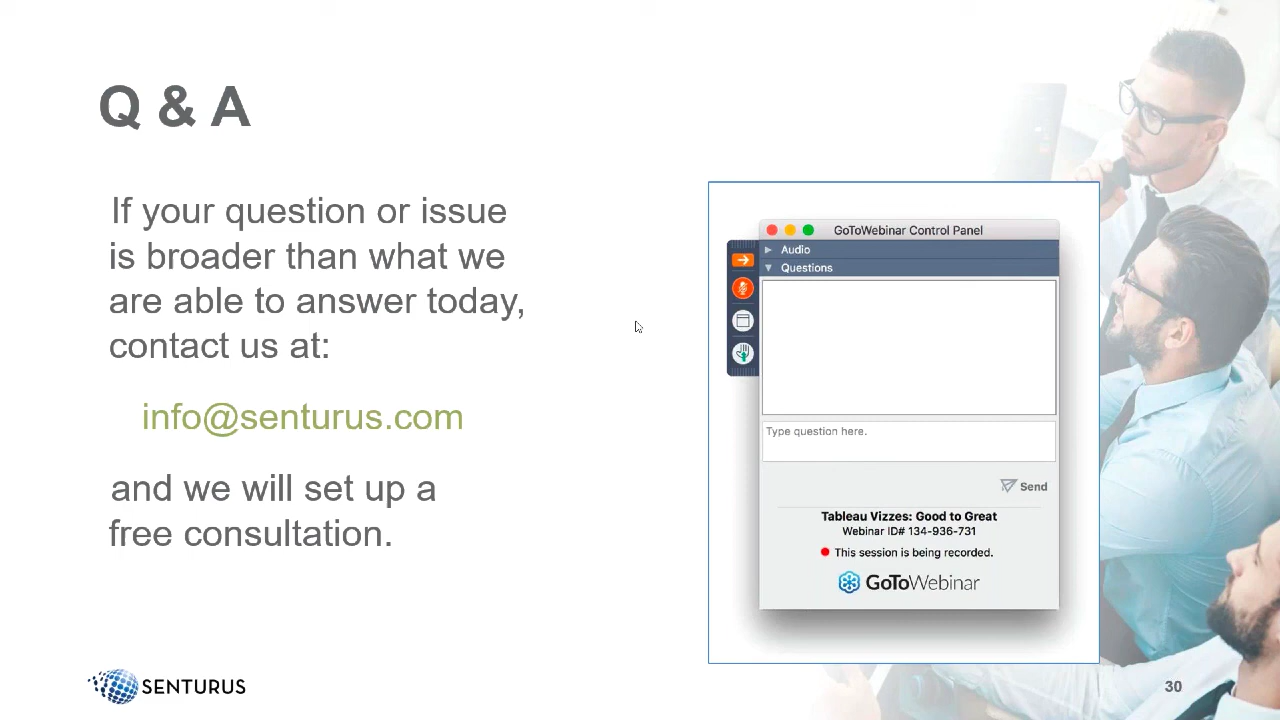 Q & A
If your question or issue
is broader than what we
are able to answer today,
contact us at:
info@senturus.com
and we will set up a
free consultation.
GoToWebinar Control Panel
Audio
Questions
Type question here.
Send
Tableau Vizzes: Good to Great
Webinar ID# 134-936-731
This session is being recorded.
GoToWebinar
SENTURUS
30